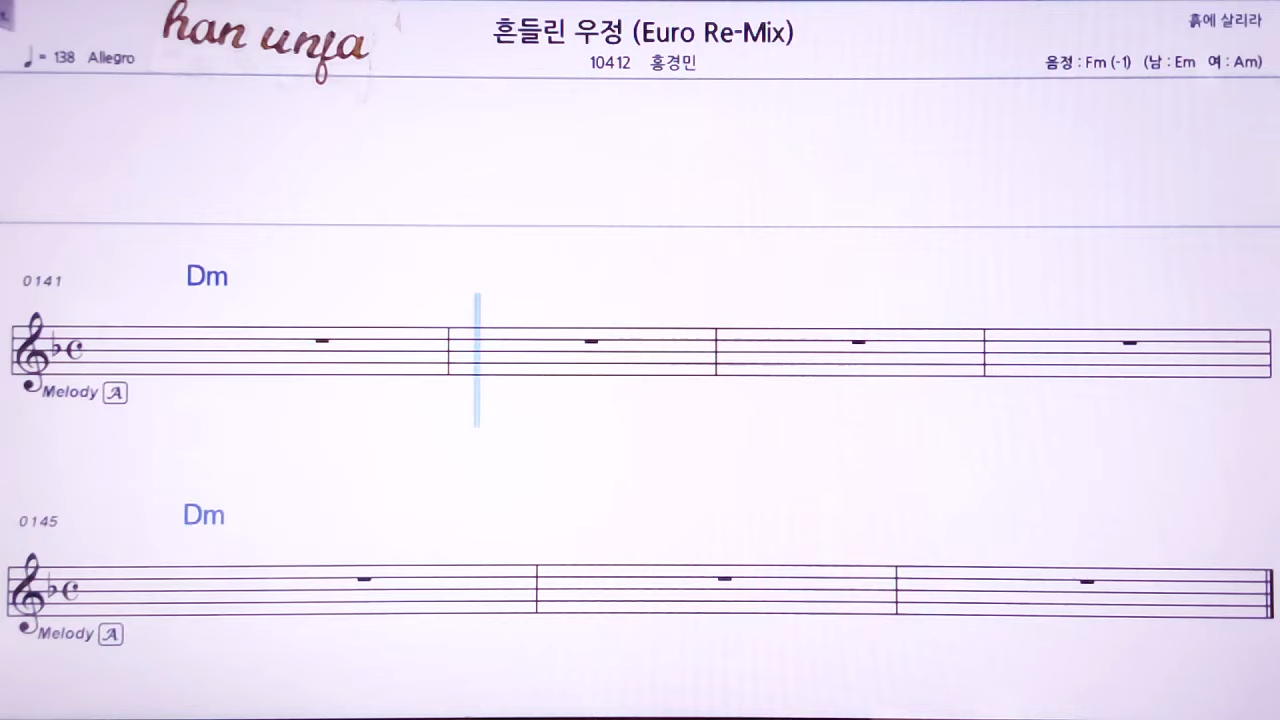 han unja
흔들린 우정 (Euro Re-Mix)
흙에 살리라
♩ = 138 Allegro
10412 홍경민
음정 : Fm (-1) (남 : Em 여 : Am)
0141 Dm
Melody A
0145 Dm
Melody A